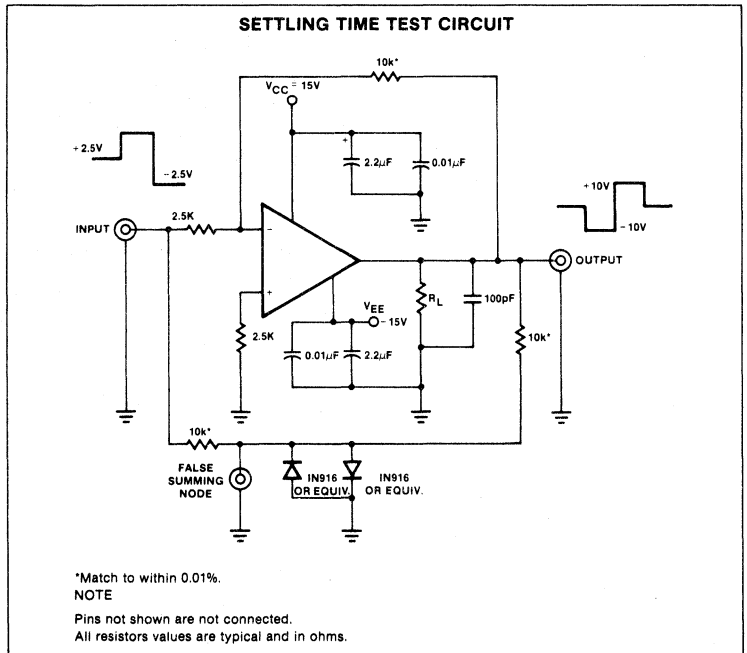 SETTLING TIME TEST CIRCUIT
10k*
VCC = 15V
+ 2.5V
- 2.5V
+
2.2µF
0.01µF
+ 10V
- 10V
2.5K
INPUT
-
+
OUTPUT
2.5K
VEE
- 15V
RL
100pF
10k*
0.01µF
2.2µF
10k*
FALSE
SUMMING
NODE
IN916
OR EQUIV.
IN916
OR EQUIV.
*Match to within 0.01%.
NOTE
Pins not shown are not connected.
All resistors values are typical and in ohms.